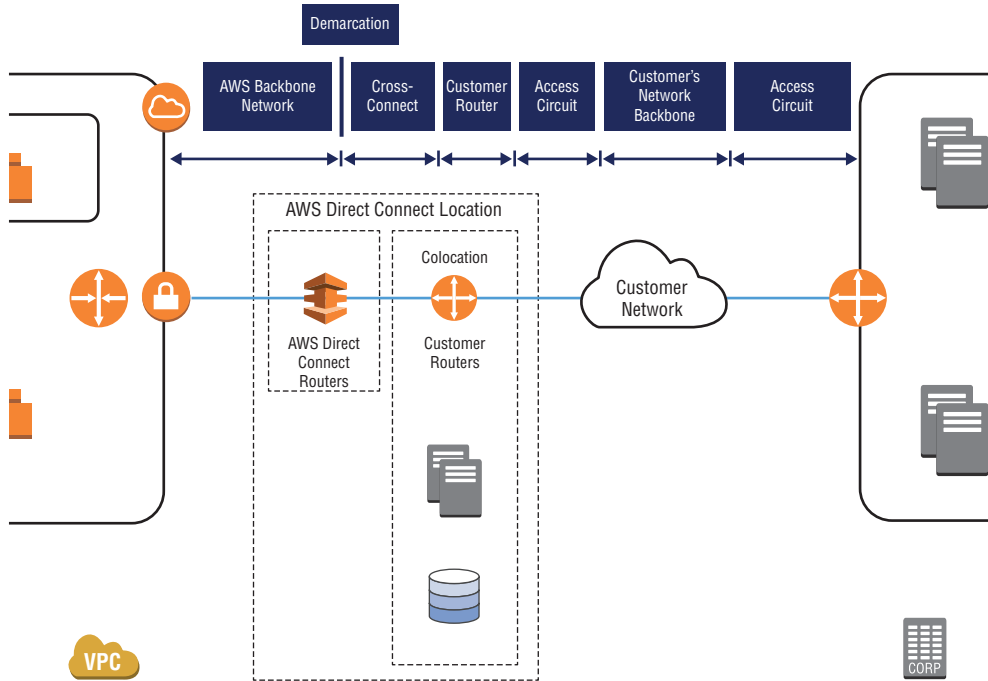 Demarcation
AWS Backbone
Network
Cross-
Connect
Customer
Router
Access
Circuit
Customer's
Network
Backbone
Access
Circuit
AWS Direct Connect Location
Colocation
AWS Direct
Connect
Routers
Customer
Routers
Customer
Network
VPC
CORP